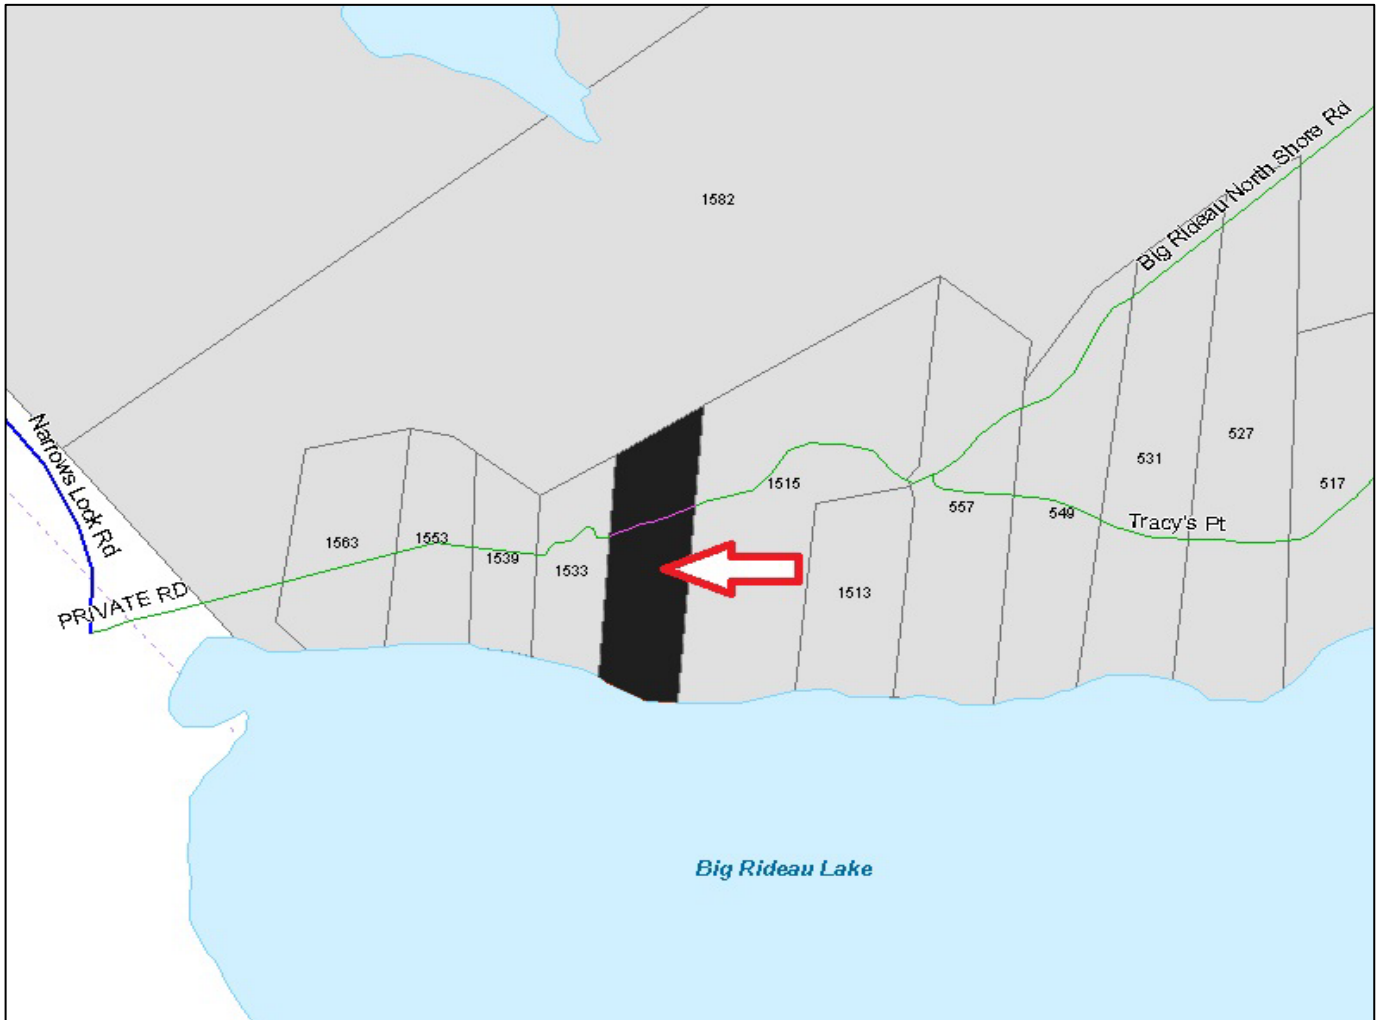 1582
Big Rideau North Shore Rd
527
531
517
Narrows Lock Rd
1515
557
549
Tracy's Pt
1563
1553
1539
1533
1513
PRIVATE RD
Big Rideau Lake